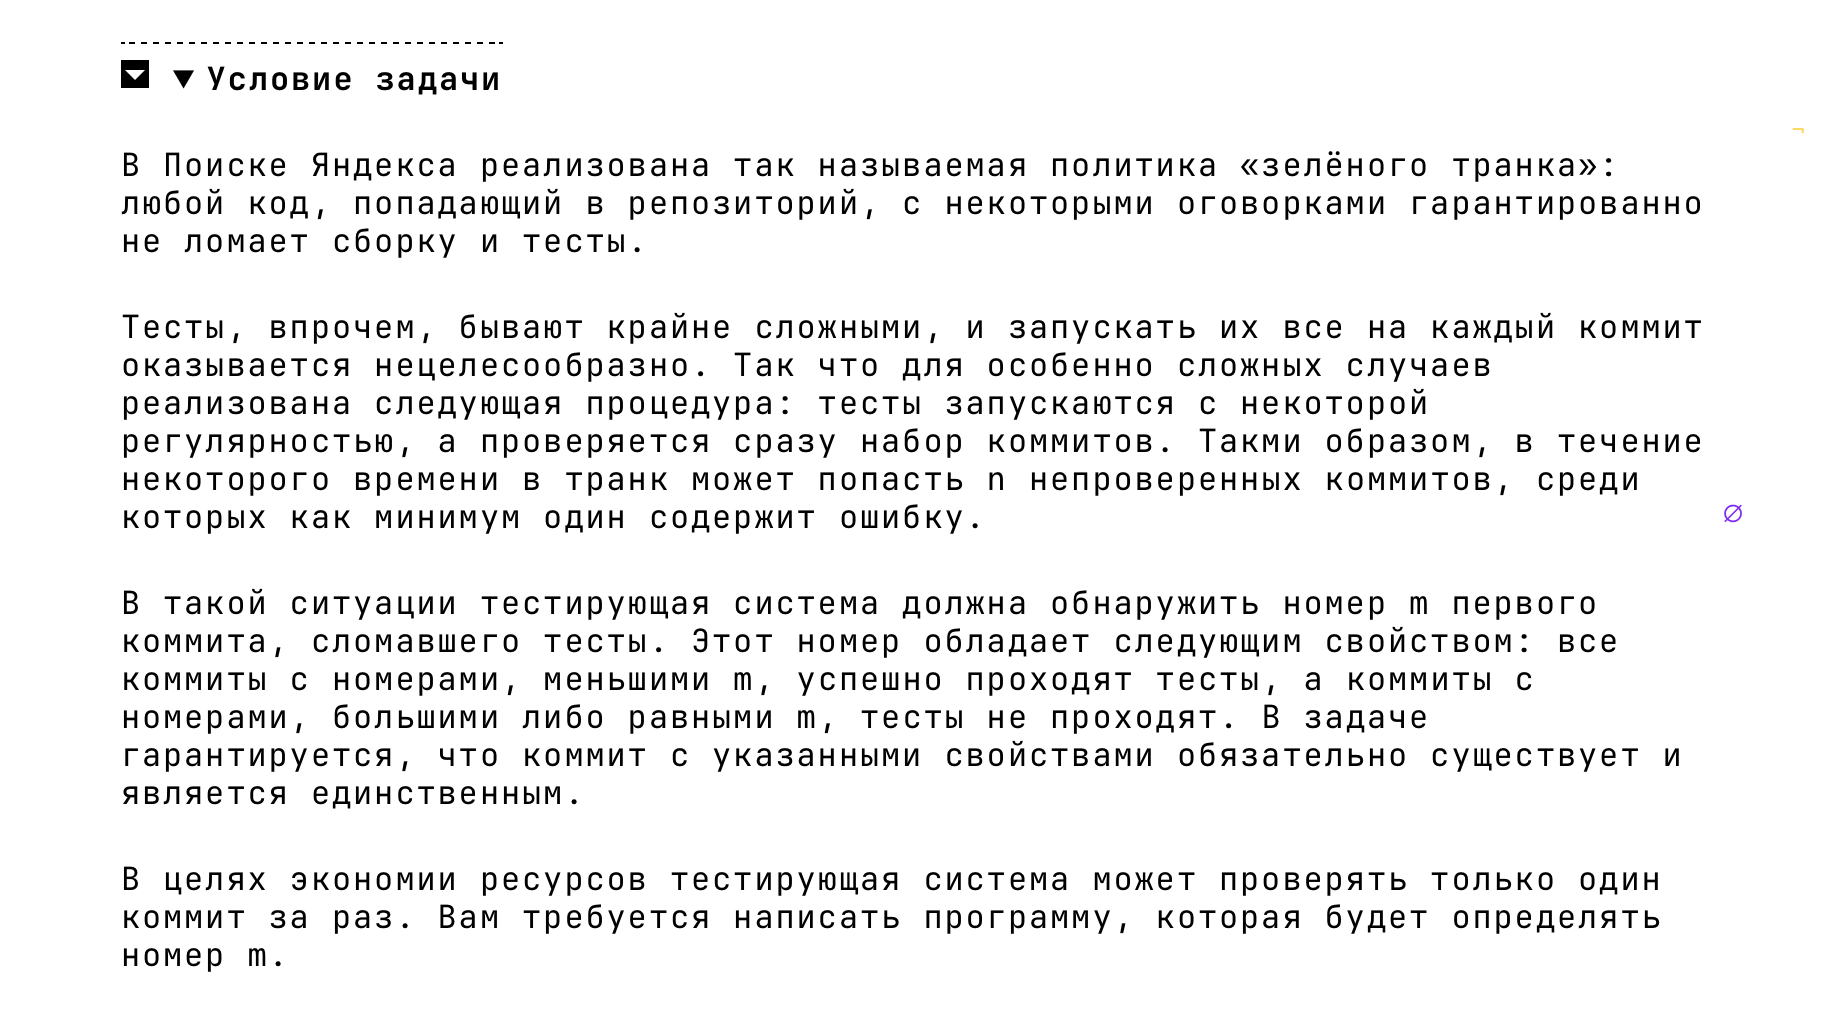 Условие задачи
В Поиске Яндекса реализована так называемая политика «зелёного транка»:
любой код, попадающий в репозиторий, с некоторыми оговорками гарантированно
не ломает сборку и тесты.
Тесты, впрочем, бывают крайне сложными, и запускать их все на каждый коммит
оказывается нецелесообразно. Так что для особенно сложных случаев
реализована следующая процедура: тесты запускаются с некоторой
регулярностью, а проверяется сразу набор коммитов. Такми образом, в течение
некоторого времени в транк может попасть n непроверенных коммитов, среди
которых как минимум один содержит ошибку.
В такой ситуации тестирующая система должна обнаружить номер m первого
коммита, сломавшего тесты. Этот номер обладает следующим свойством: все
коммиты с номерами, меньшими m, успешно проходят тесты, а коммиты с
номерами, большими либо равными m, тесты не проходят. В задаче
гарантируется, что коммит с указанными свойствами обязательно существует и
является единственным.
В целях экономии ресурсов тестирующая система может проверять только один
коммит за раз. Вам требуется написать программу, которая будет определять
номер m.